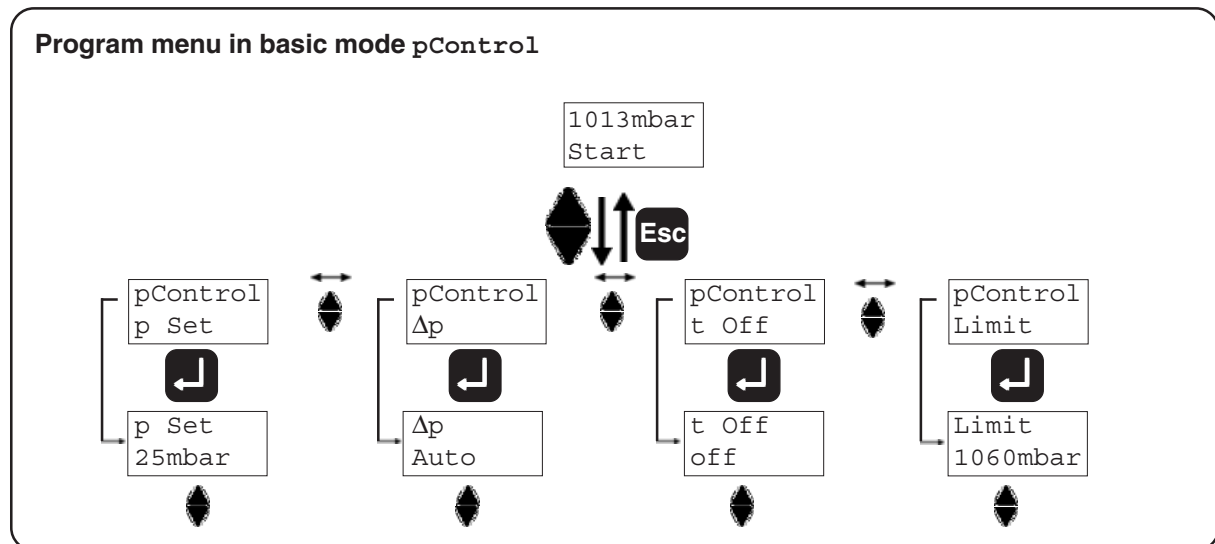 Program menu in basic mode pControl
1013mbar
Start
Esc
pControl
p Set
pControl
Δp
pControl
t Off
pControl
Limit
p Set
25mbar
Δp
Auto
t Off
off
Limit
1060mbar